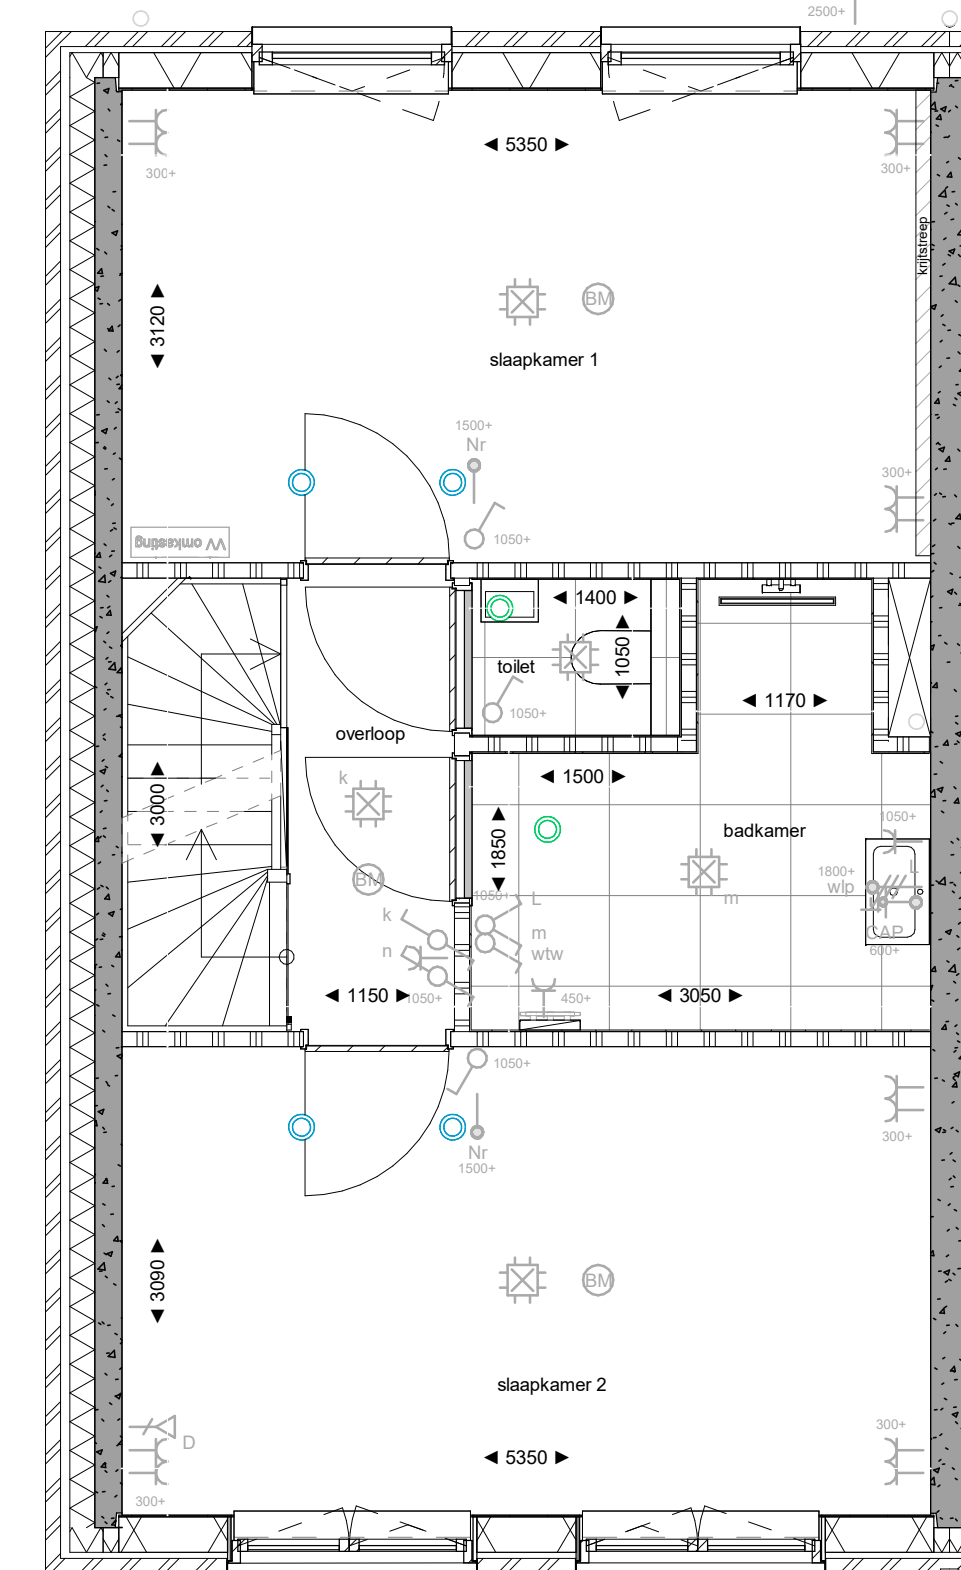 2500+
5350
300+
300+
krijtstreep
3120
BM
slaapkamer 1
1500+
Nr
300+
1050+
VV omkasting
1400
1050
toilet
1170
1050+
overloop
k
1500
3000
1850
badkamer
1050+
BM
1800+
L
wlp
m
1050+
L
k
m
CAP
n
wtw
600+
1150
1050+
450+
3050
1050+
300+
Nr
1500+
3090
BM
slaapkamer 2
D
300+
5350
300+